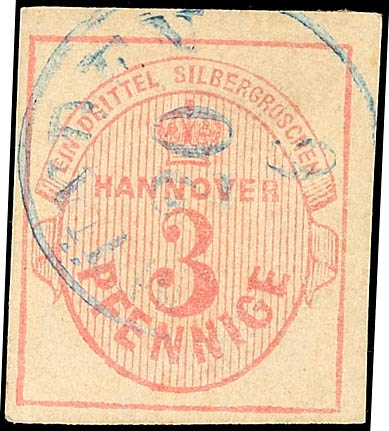 EIN DRITTEL SILBERGROSCHEN
HANNOVER
3
PFENNIGE